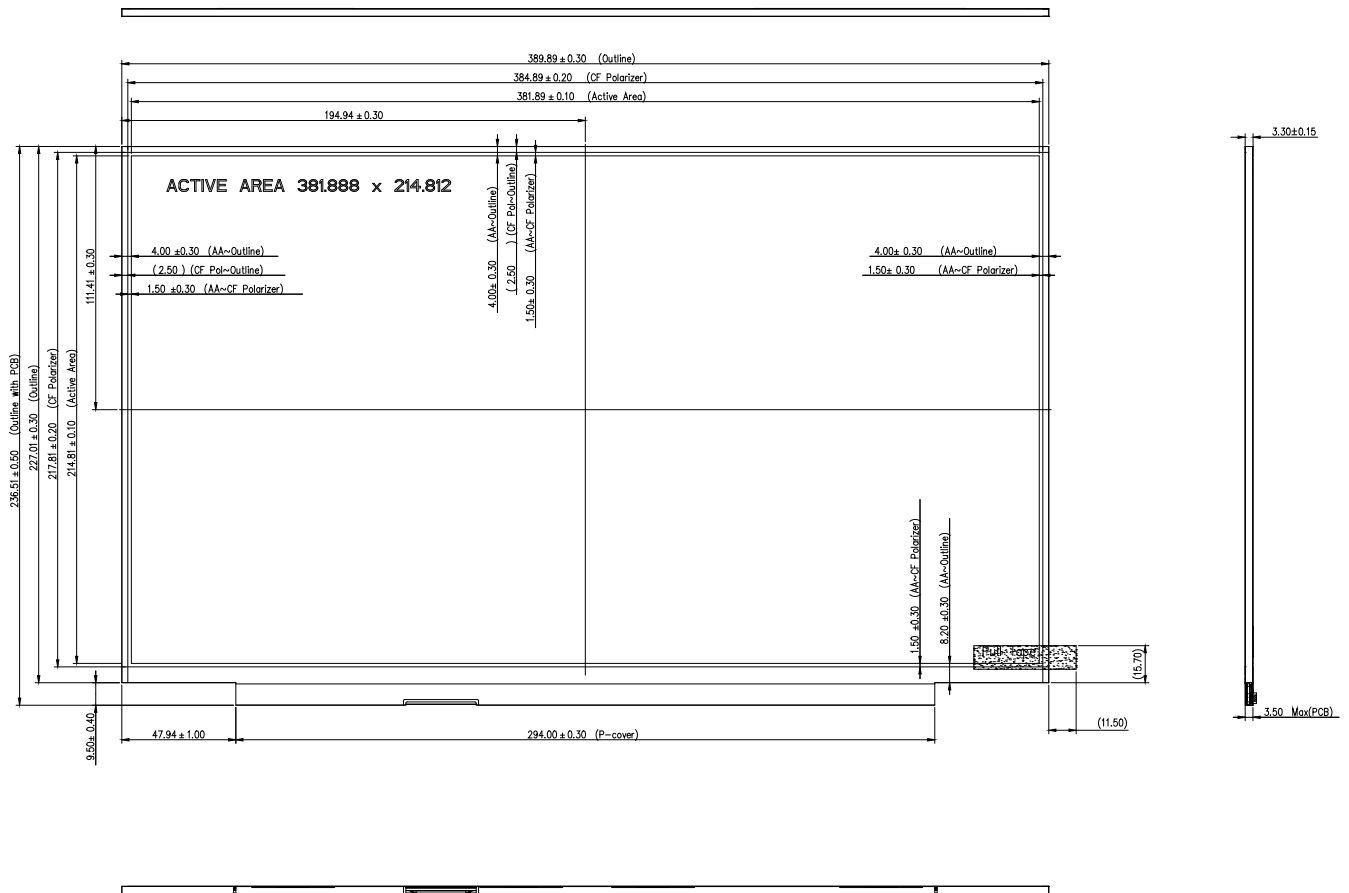 389.89 ± 0.30 (Outline)
384.89 ± 0.20 (CF Polarizer)
381.89 ± 0.10 (Active Area)
194.94 ± 0.30
3.30±0.15
ACTIVE AREA 381.888 x 214.812
4.00± 0.30 (AA~Outline)
( 2.50 ) (CF Pol~Outline)
1.50± 0.30 (AA~CF Polarizer)
4.00 ±0.30 (AA~Outline)
( 2.50 ) (CF Pol~Outline)
1.50 ±0.30 (AA~CF Polarizer)
4.00± 0.30 (AA~Outline)
1.50± 0.30 (AA~CF Polarizer)
111.41 ± 0.30
236.51 ± 0.50 (Outline with PCB)
227.01 ± 0.30 (Outline)
217.81 ± 0.20 (CF Polarizer)
214.81 ± 0.10 (Active Area)
1.50 ±0.30 (AA~CF Polarizer)
8.20 ±0.30 (AA~Outline)
(15.70)
9.50± 0.40
47.94 ± 1.00
294.00 ± 0.30 (P-cover)
(11.50)
3.50 Max(PCB)